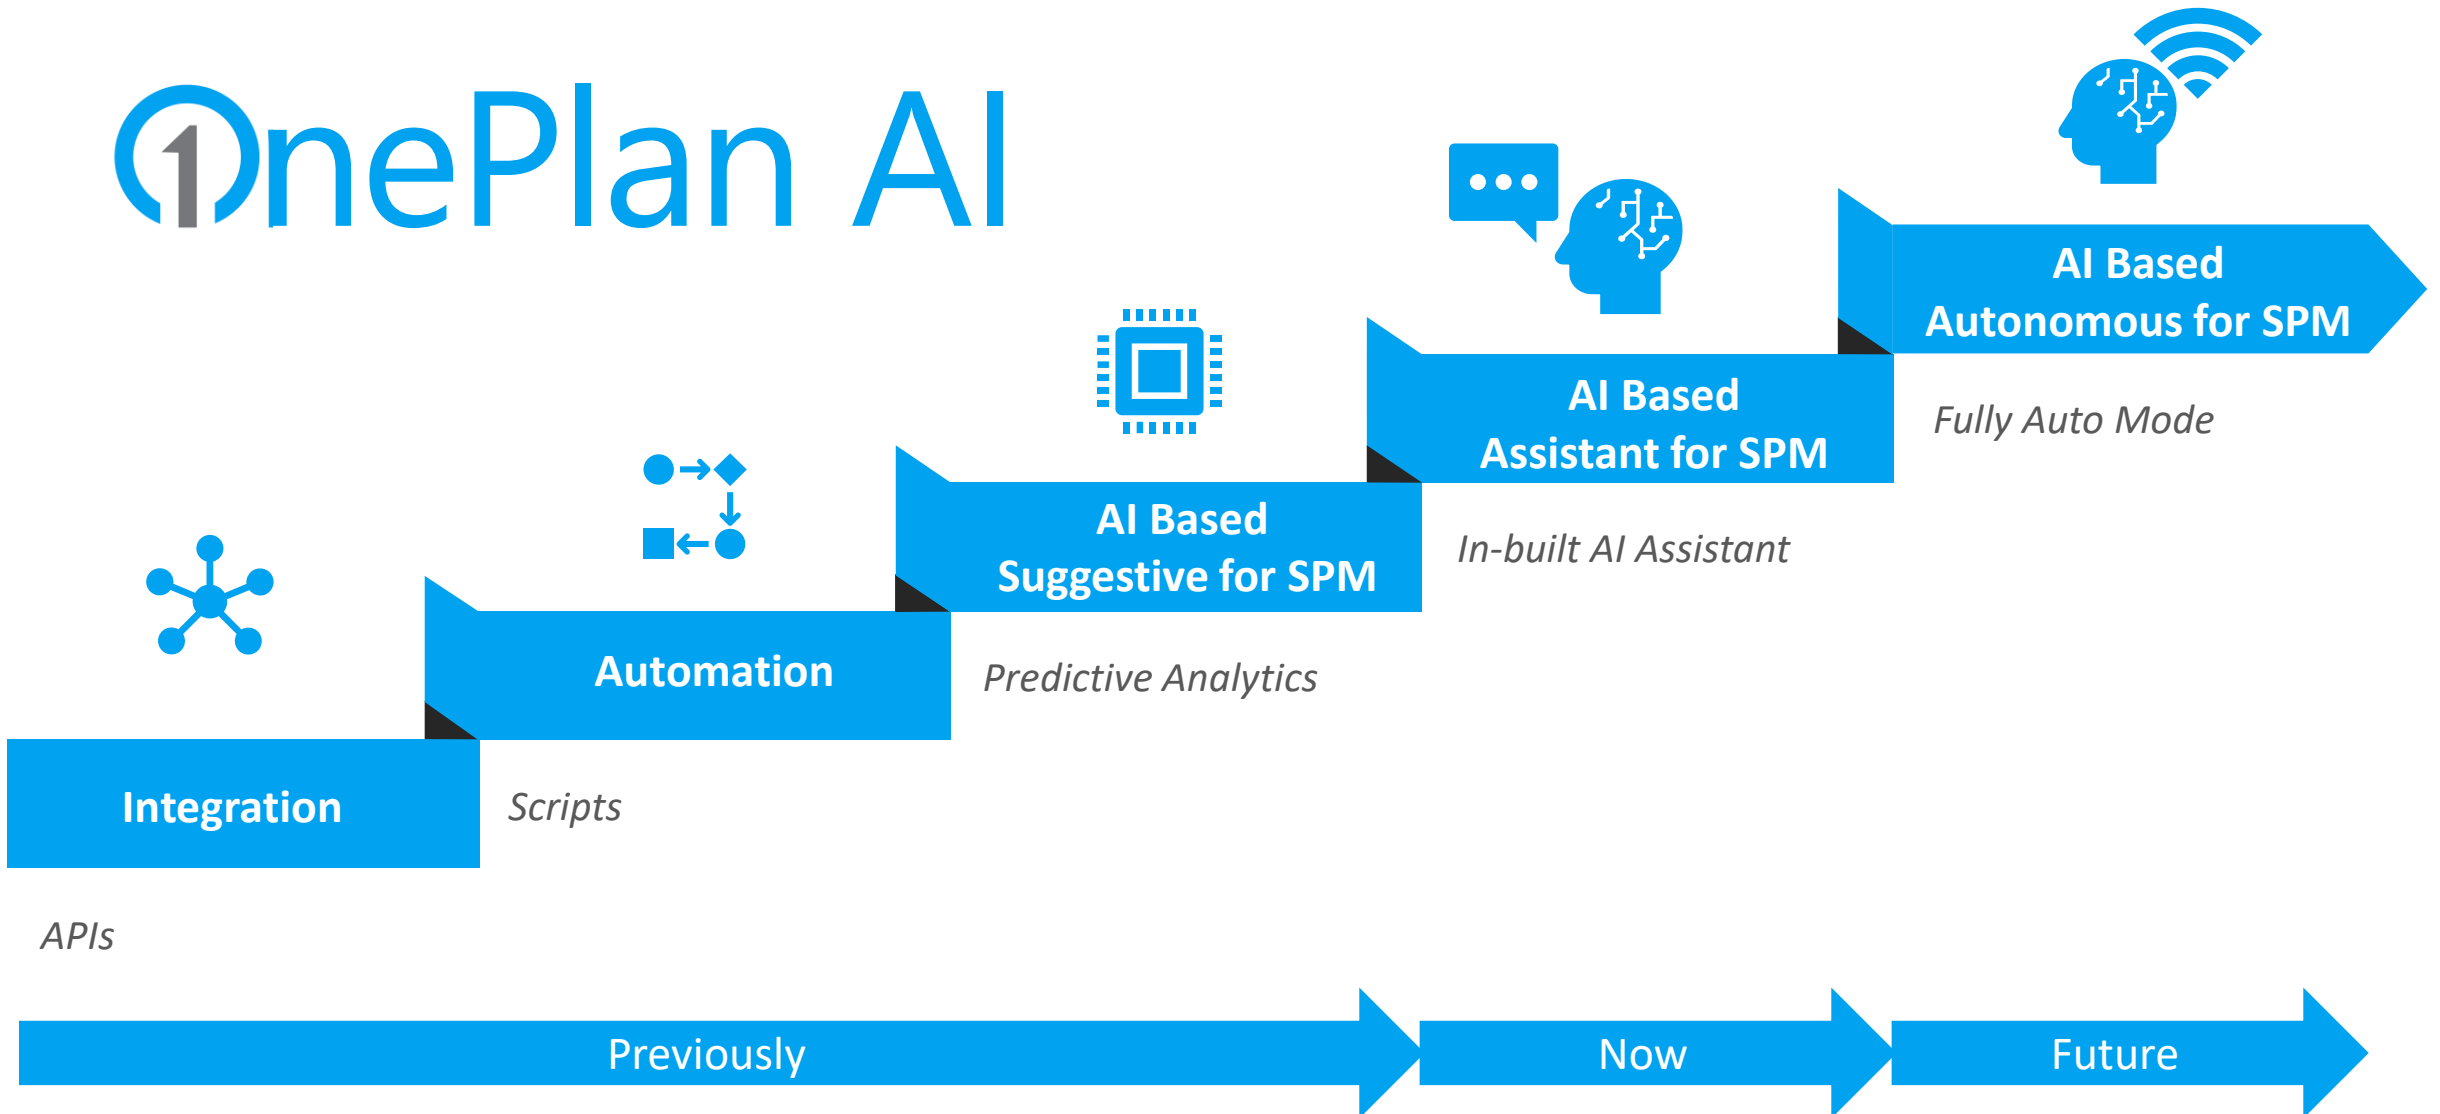 OnePlan AI
AI Based
Autonomous for SPM
Fully Auto Mode
AI Based
Assistant for SPM
In-built AI Assistant
AI Based
Suggestive for SPM
Predictive Analytics
Automation
Scripts
Integration
APIs
Previously
Now
Future